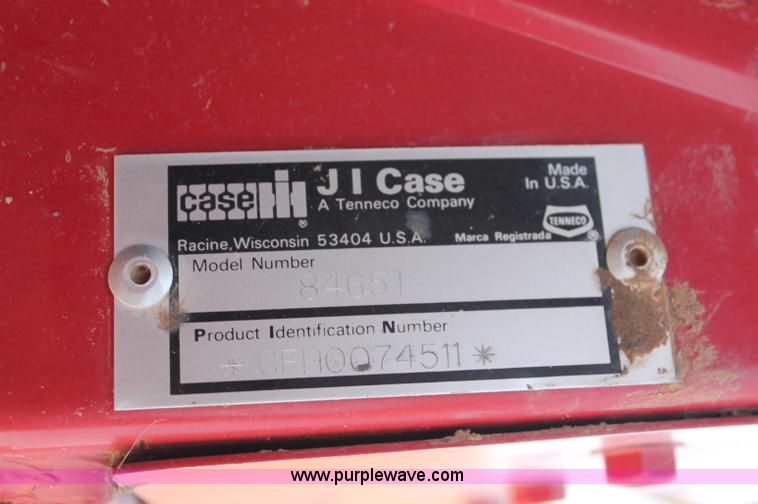 CASE IH ®
J I Case
A Tenneco Company
Made
In U.S.A.
Racine, Wisconsin 53404 U.S.A.
Marca Registrada
TENNECO ®
Model Number
8465T
Product Identification Number
* CFH0074511 *
www.purplewave.com